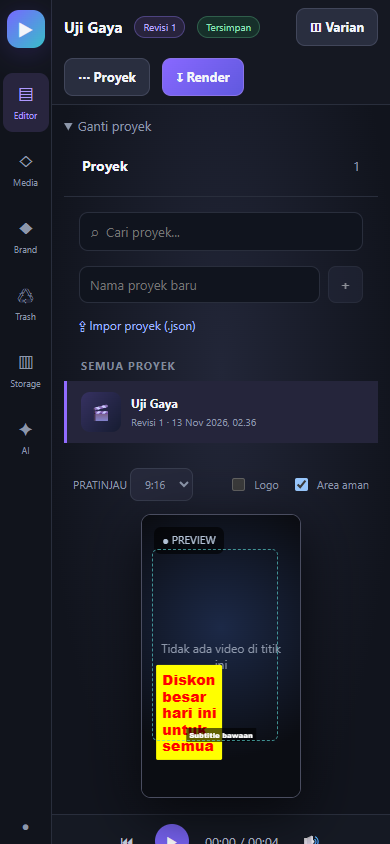 Uji Gaya
Revisi 1
Tersimpan
Varian
Proyek
Render
Editor
Media
Brand
Trash
Storage
AI
▼ Ganti proyek
Proyek
1
Cari proyek...
Nama proyek baru
+
Impor proyek (.json)
SEMUA PROYEK
Uji Gaya
Revisi 1 · 13 Nov 2026, 02.36
PRATINJAU
9:16
Logo
Area aman
● PREVIEW
Tidak ada video di titik
ini
Diskon
besar
hari ini
untuk
semua
Subtitle bawaan
00:00 / 00:04